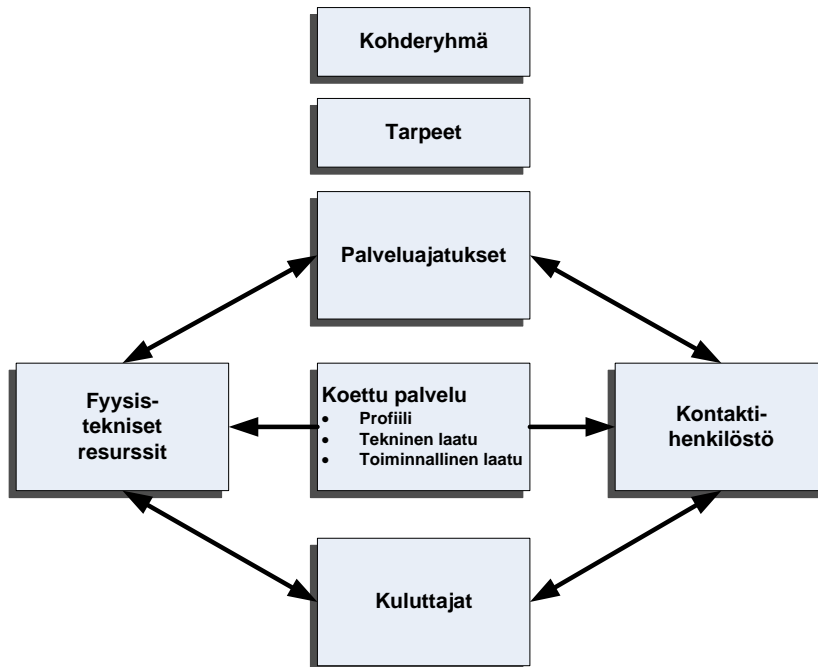 Kohderyhmä
Tarpeet
Palveluajatukset
Fyysis-
tekniset
resurssit
Koettu palvelu
• Profiili
• Tekninen laatu
• Toiminnallinen laatu
Kontakti-
henkilöstö
Kuluttajat